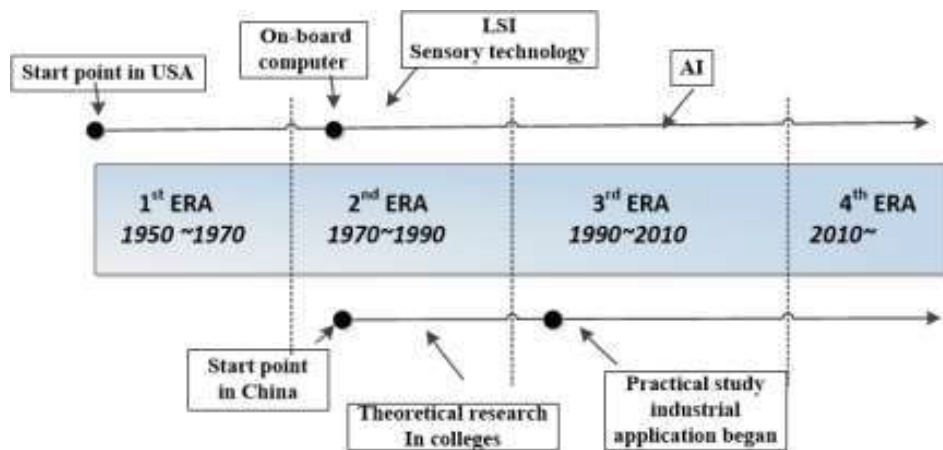 Start point in USA
On-board
computer
LSI
Sensory technology
AI
1st ERA
1950 ~1970
2nd ERA
1970~1990
3rd ERA
1990~2010
4th ERA
2010~
Start point
in China
Theoretical research
In colleges
Practical study
industrial
application began